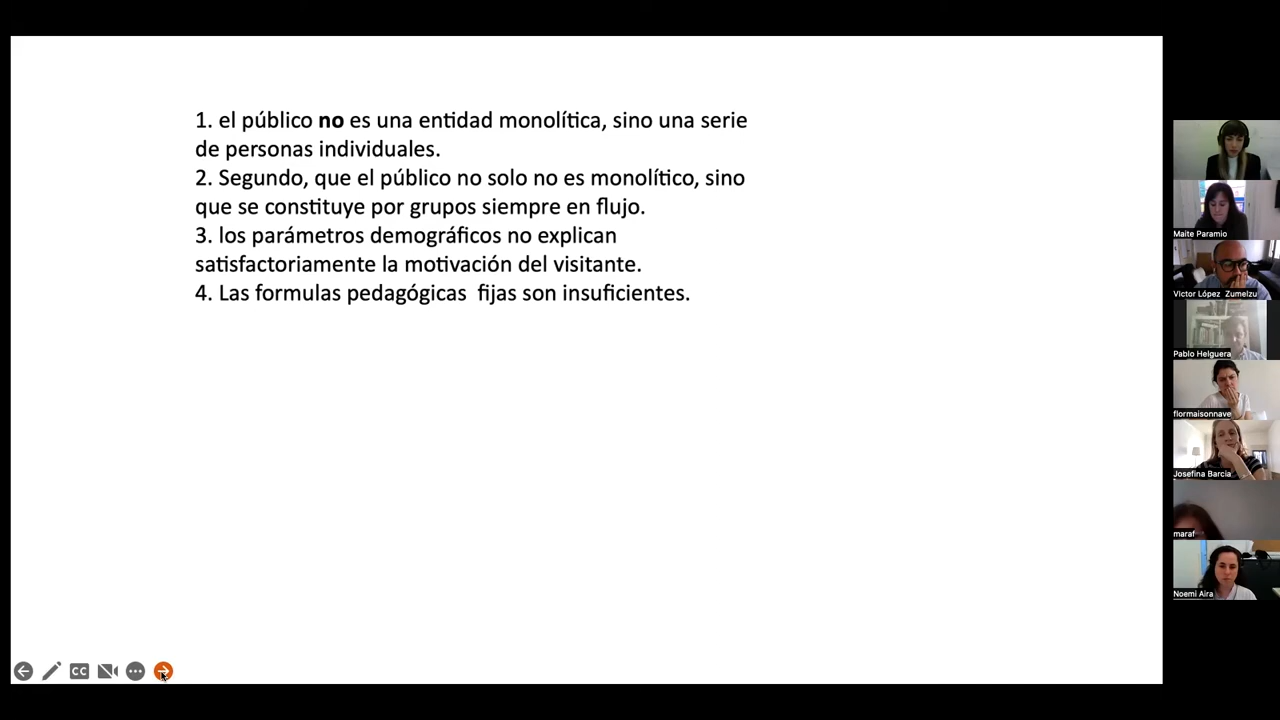 1. el público no es una entidad monolítica, sino una serie
de personas individuales.
2. Segundo, que el público no solo no es monolítico, sino
que se constituye por grupos siempre en flujo.
3. los parámetros demográficos no explican
satisfactoriamente la motivación del visitante.
4. Las formulas pedagógicas  fijas son insuficientes.
CC
Maite Paramio
VIctor López Zumelzu
Pablo Helguera
flormaisonnave
Josefina Barcia
maraf
Noemi Aira